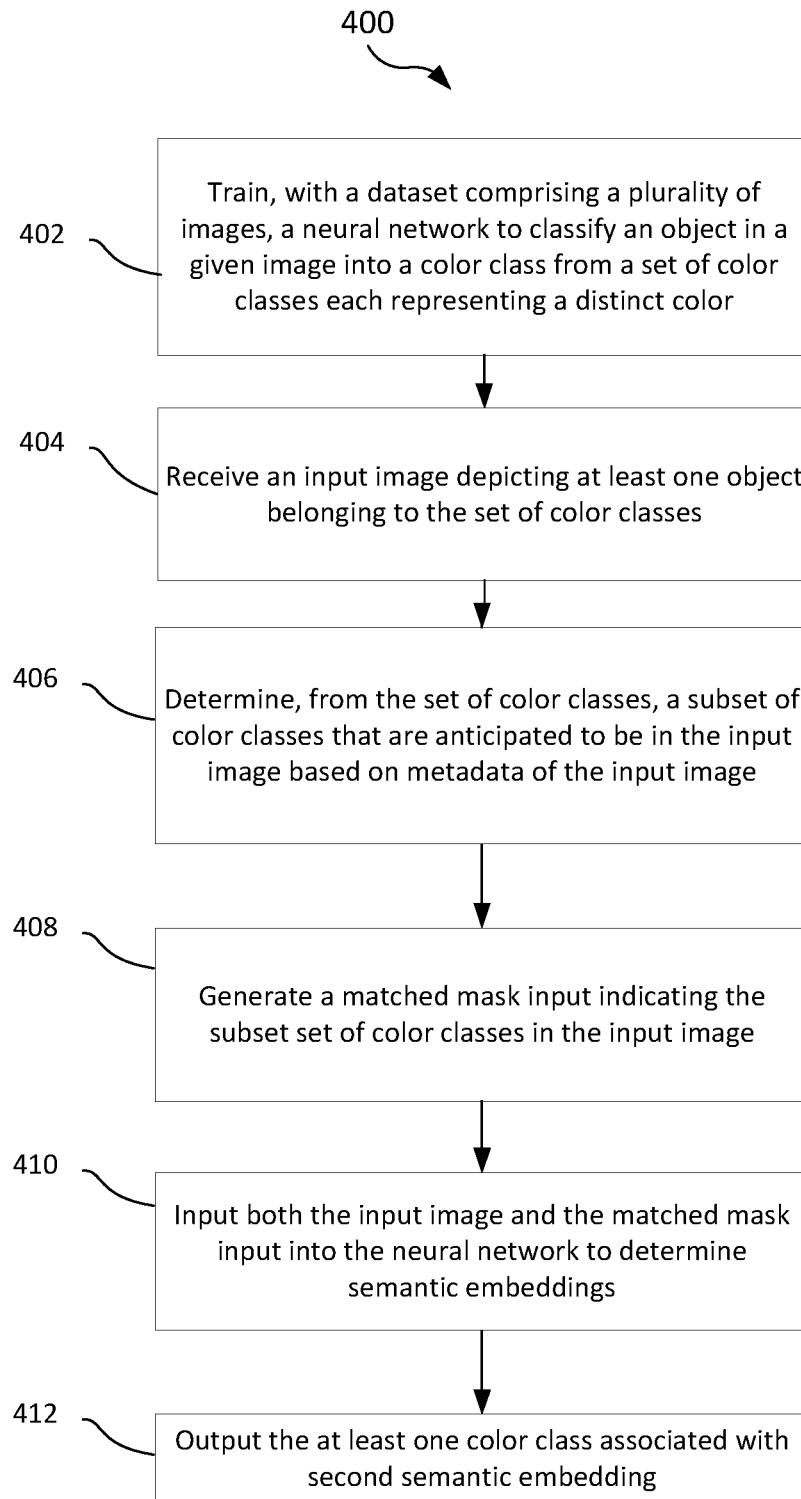 400
402
Train, with a dataset comprising a plurality of
images, a neural network to classify an object in a
given image into a color class from a set of color
classes each representing a distinct color
404
Receive an input image depicting at least one object
belonging to the set of color classes
406
Determine, from the set of color classes, a subset of
color classes that are anticipated to be in the input
image based on metadata of the input image
408
Generate a matched mask input indicating the
subset set of color classes in the input image
410
Input both the input image and the matched mask
input into the neural network to determine
semantic embeddings
412
Output the at least one color class associated with
second semantic embedding